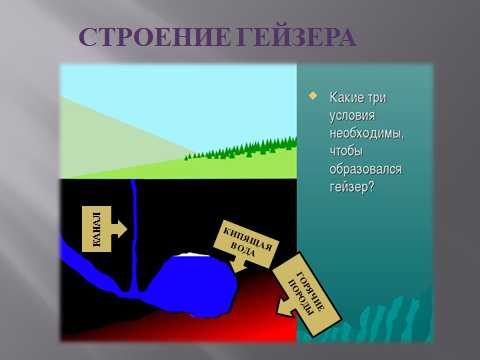 СТРОЕНИЕ ГЕЙЗЕРА
Какие три
условия
необходимы,
чтобы
образовался
гейзер?
КАНАЛ
КИПЯЩАЯ
ВОДА
ГОРЯЧИЕ
ПОРОДЫ